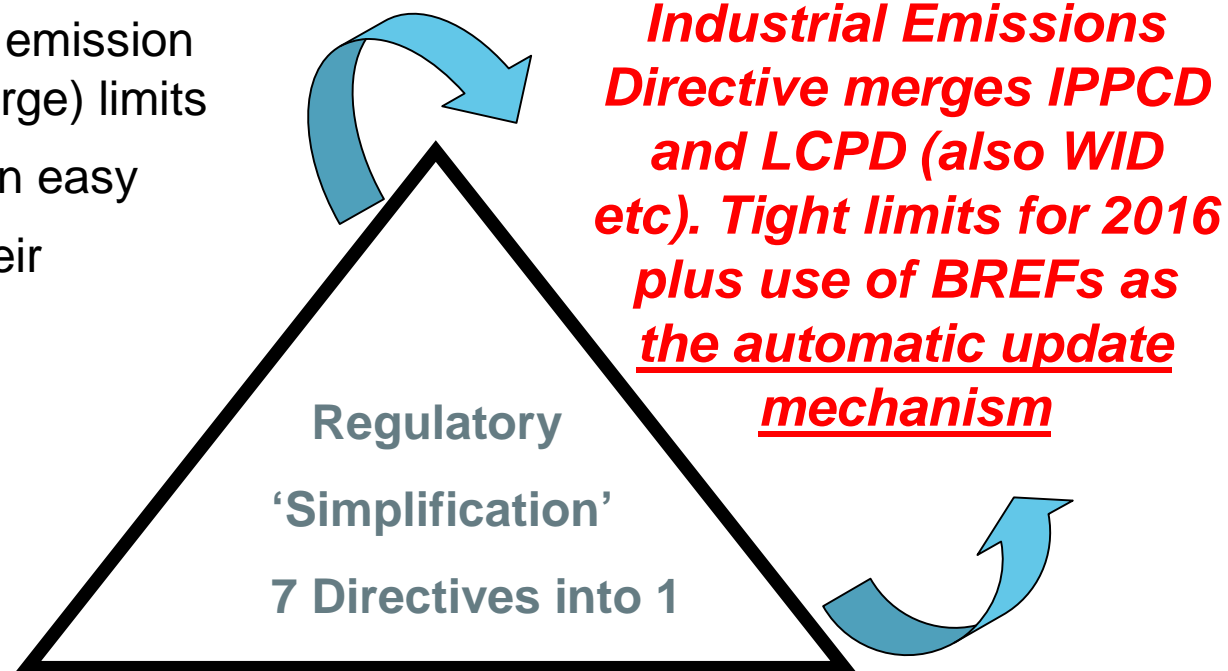 emission
rge) limits
n easy
eir
Industrial Emissions
Directive merges IPPCD
and LCPD (also WID
etc). Tight limits for 2016
plus use of BREFs as
the automatic update
mechanism
Regulatory
‘Simplification’
7 Directives into 1